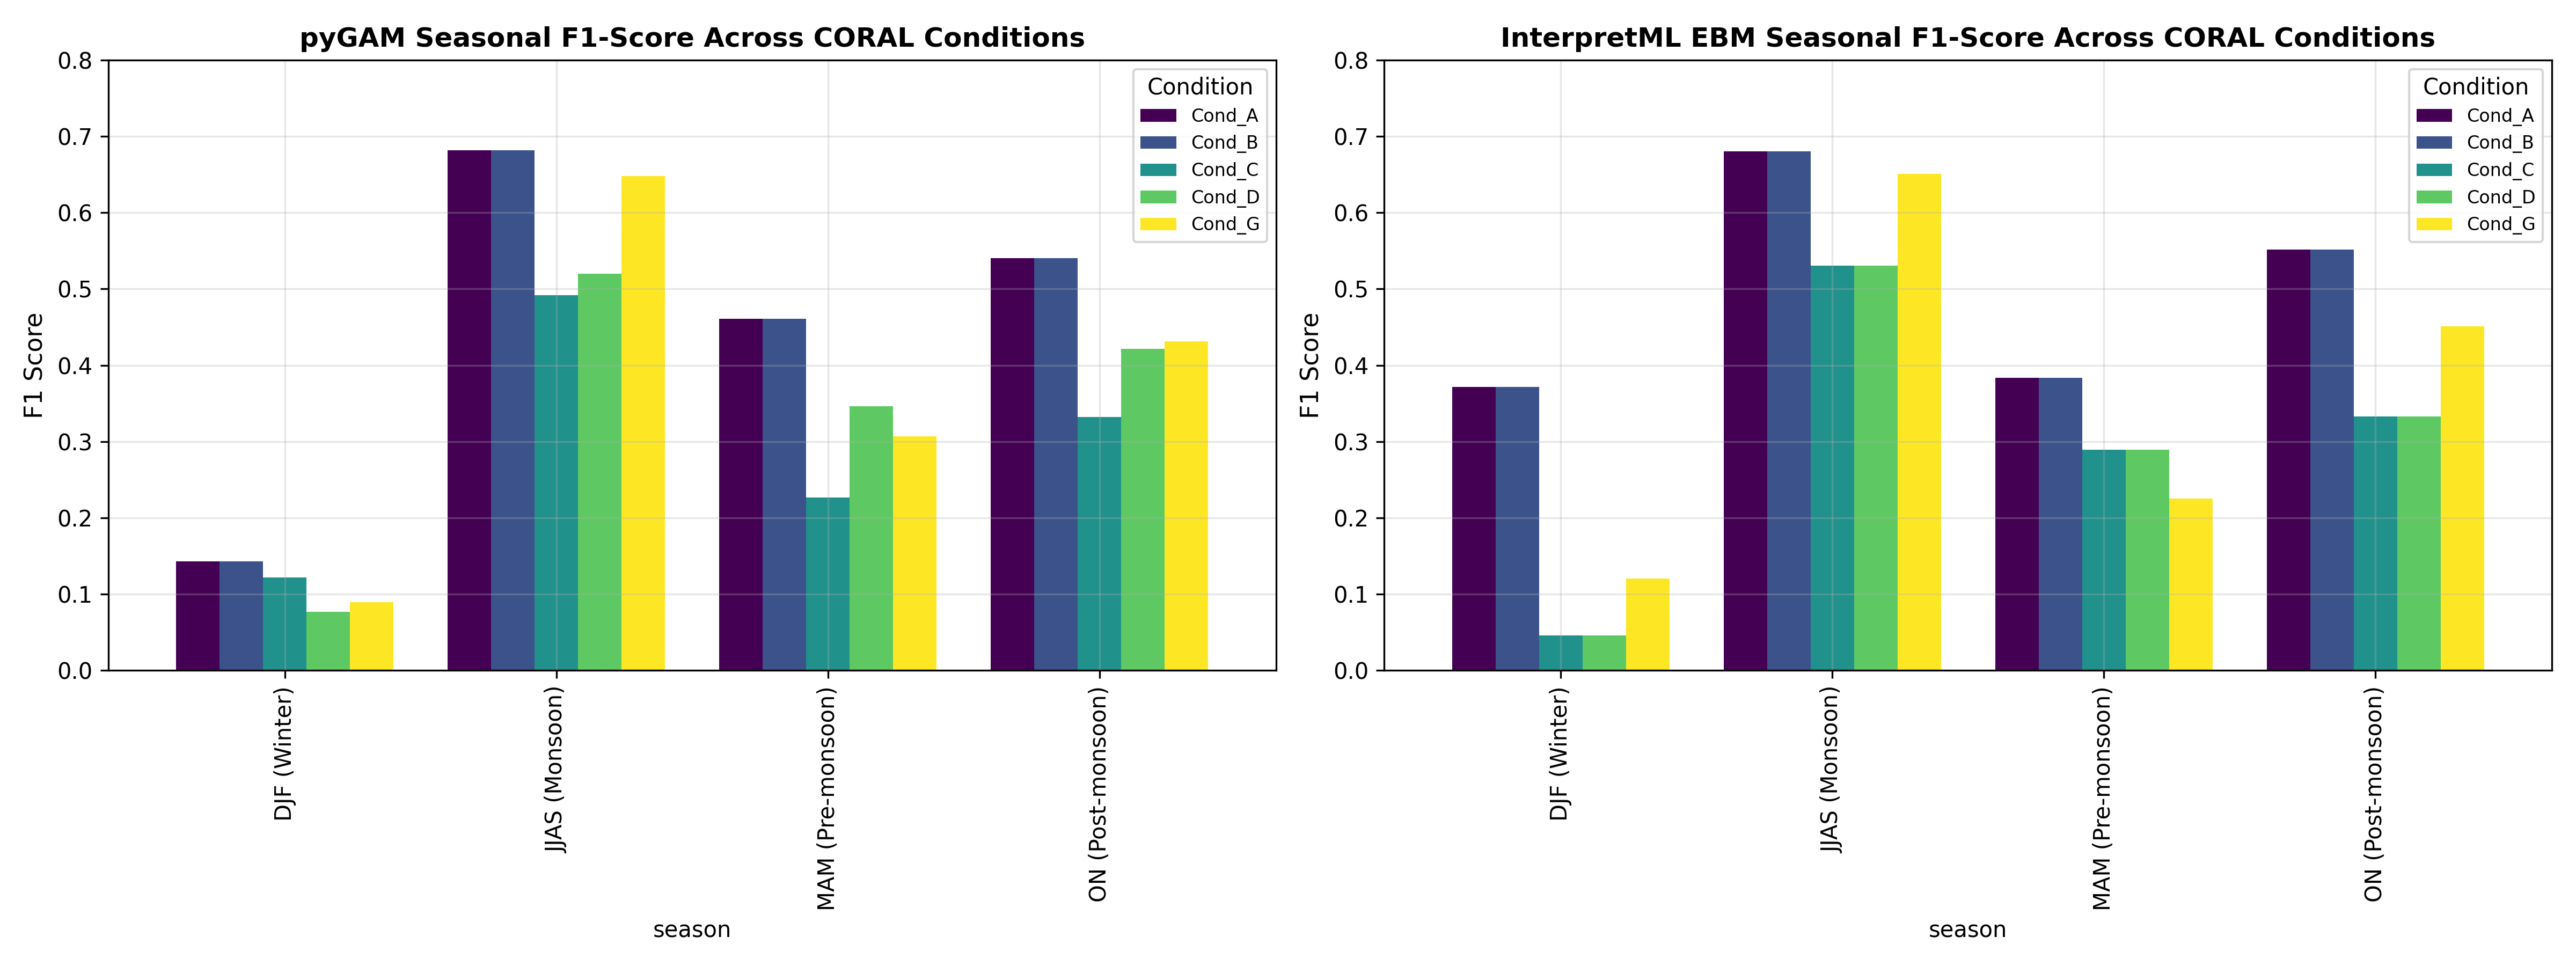 pyGAM Seasonal F1-Score Across CORAL Conditions
F1 Score
0.8
0.7
0.6
0.5
0.4
0.3
0.2
0.1
0.0
Condition
Cond_A
Cond_B
Cond_C
Cond_D
Cond_G
DJF (Winter)
JJAS (Monsoon)
MAM (Pre-monsoon)
ON (Post-monsoon)
season
InterpretML EBM Seasonal F1-Score Across CORAL Conditions
F1 Score
0.8
0.7
0.6
0.5
0.4
0.3
0.2
0.1
0.0
Condition
Cond_A
Cond_B
Cond_C
Cond_D
Cond_G
DJF (Winter)
JJAS (Monsoon)
MAM (Pre-monsoon)
ON (Post-monsoon)
season